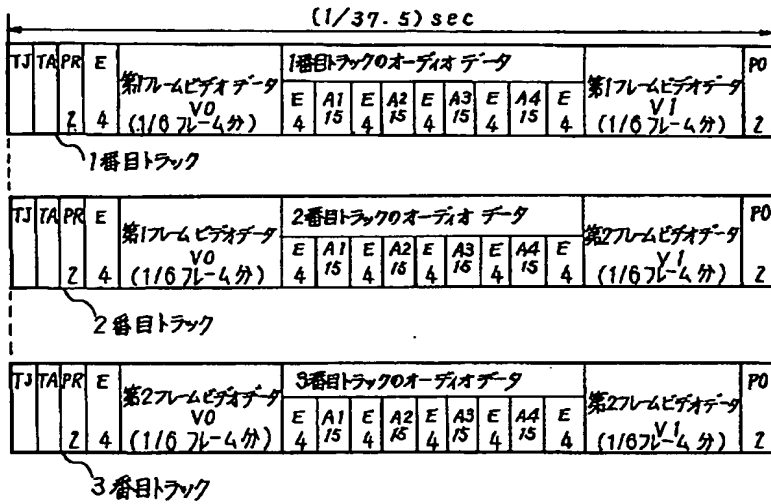 (1/37.5)sec
TJ TA PR E 1番目トラックのオーディオ データ PO
第1フレームビデオデータ 第1フレームビデオデータ
V0 E A1 E A2 E A3 E A4 E V1
2 4 (1/6 フレーム分) 4 15 4 15 4 15 4 15 4 (1/6 フレーム分) 2
1番目トラック
TJ TA PR E 2番目トラックのオーディオ データ PO
第1フレームビデオデータ 第2フレームビデオデータ
V0 E A1 E A2 E A3 E A4 E V1
2 4 (1/6 フレーム分) 4 15 4 15 4 15 4 15 4 (1/6 フレーム分) 2
2番目トラック
TJ TA PR E 3番目トラックのオーディオ データ PO
第2フレームビデオデータ 第2フレームビデオデータ
V0 E A1 E A2 E A3 E A4 E V1
2 4 (1/6 フレーム分) 4 15 4 15 4 15 4 15 4 (1/6フレーム分) 2
3番目トラック